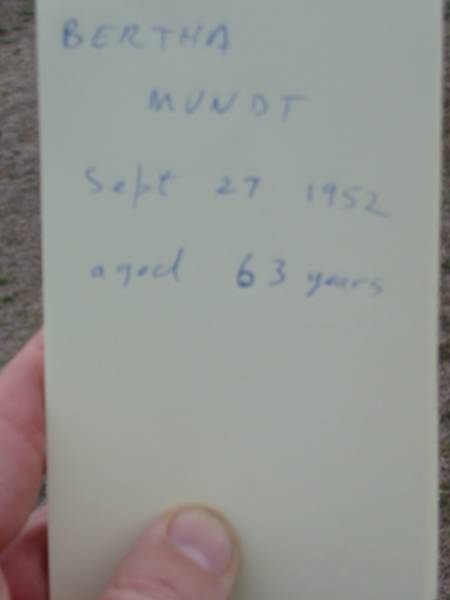 BERTHA
MUNDT
Sept 27 1952
aged 63 years